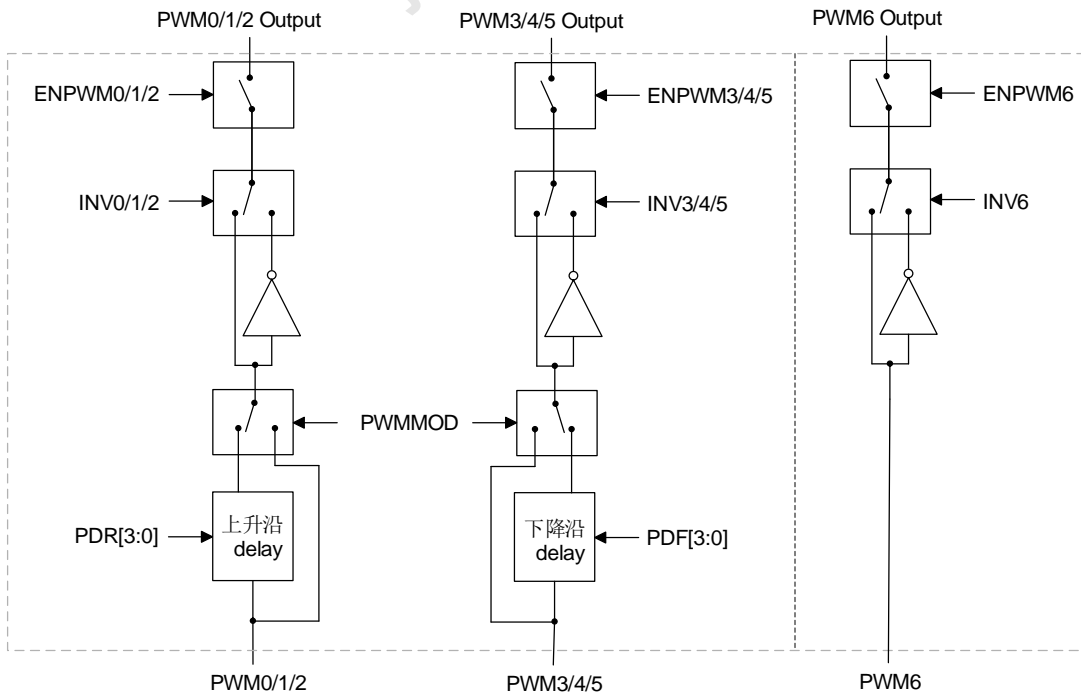 PWM0/1/2 Output
PWM3/4/5 Output
PWM6 Output
ENPWM0/1/2
ENPWM3/4/5
ENPWM6
INV0/1/2
INV3/4/5
INV6
PWMMOD
PDR[3:0]
上升沿
delay
下降沿
delay
PDF[3:0]
PWM0/1/2
PWM3/4/5
PWM6